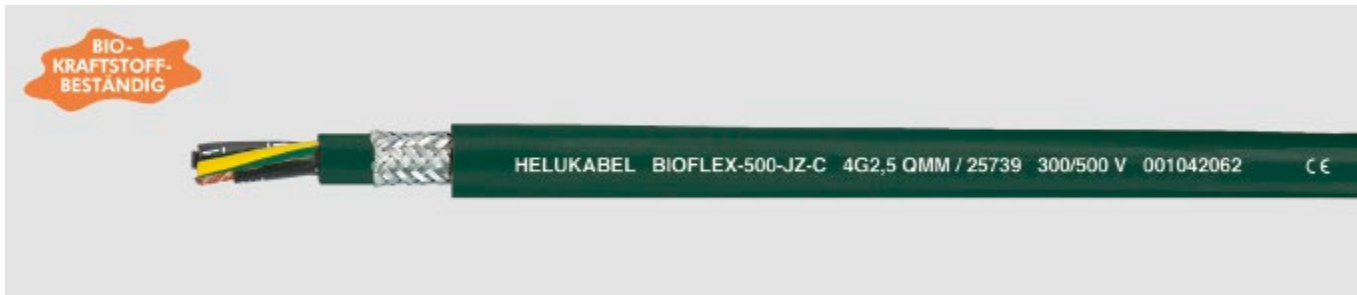 BIO-
KRAFTSTOFF-
BESTÄNDIG
HELUKABEL BIOFLEX-500-JZ-C 4G2,5 QMM / 25739 300/500 V 001042062 CE